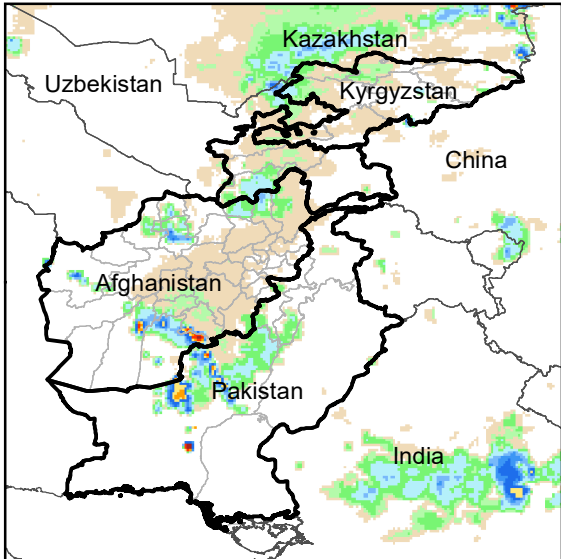 Kazakhstan
Uzbekistan
Kyrgyzstan
China
Afghanistan
Pakistan
India